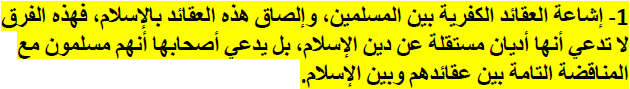 1- إشاعة العقائد الكفرية بين المسلمين، وإلصاق هذه العقائد بالإسلام، فهذه الفرق
لا تدعي أنها أديان مستقلة عن دين الإسلام، بل يدعي أصحابها أنهم مسلمون مع
المناقضة التامة بين عقائدهم وبين الإسلام.